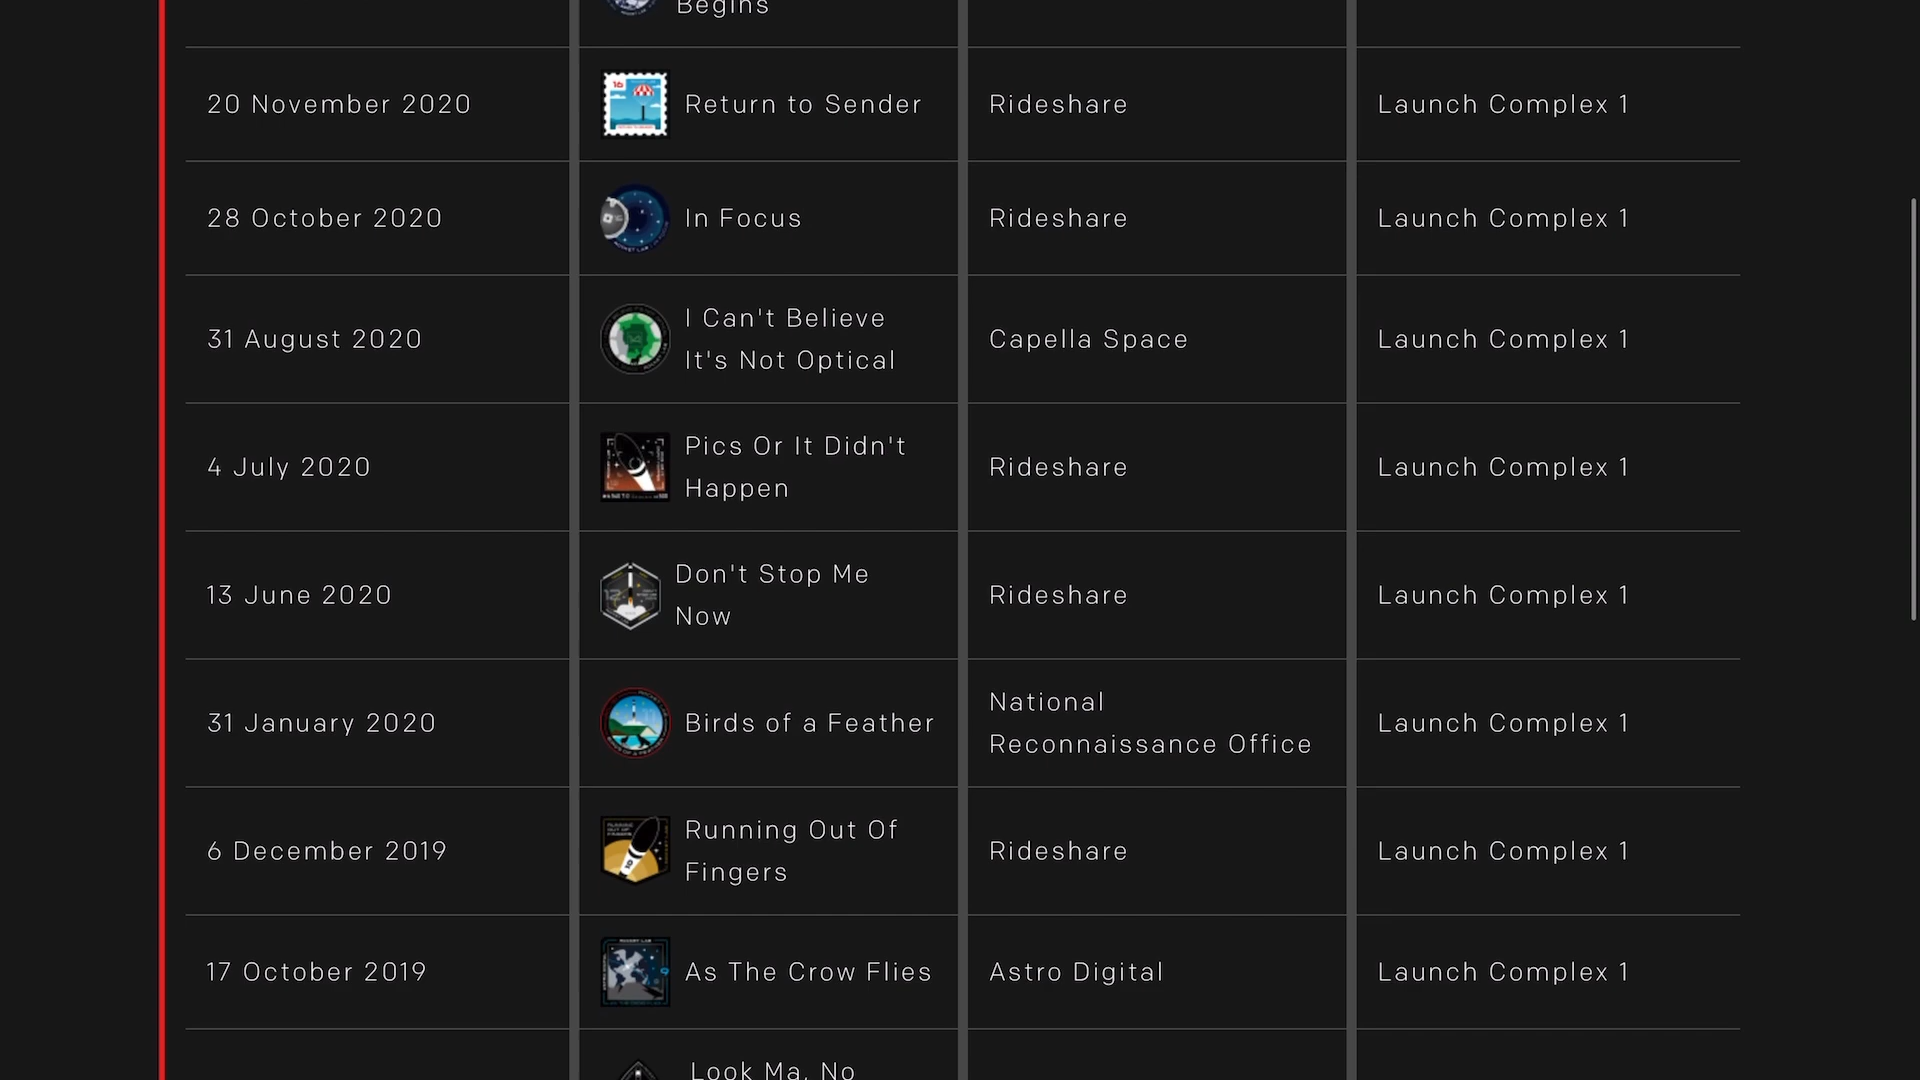 Begins
20 November 2020
Return to Sender
Rideshare
Launch Complex 1
28 October 2020
In Focus
Rideshare
Launch Complex 1
31 August 2020
I Can't Believe
It's Not Optical
Capella Space
Launch Complex 1
4 July 2020
Pics Or It Didn't
Happen
Rideshare
Launch Complex 1
13 June 2020
Don't Stop Me
Now
Rideshare
Launch Complex 1
31 January 2020
Birds of a Feather
National
Reconnaissance Office
Launch Complex 1
6 December 2019
Running Out Of
Fingers
Rideshare
Launch Complex 1
17 October 2019
As The Crow Flies
Astro Digital
Launch Complex 1
Look Ma, No